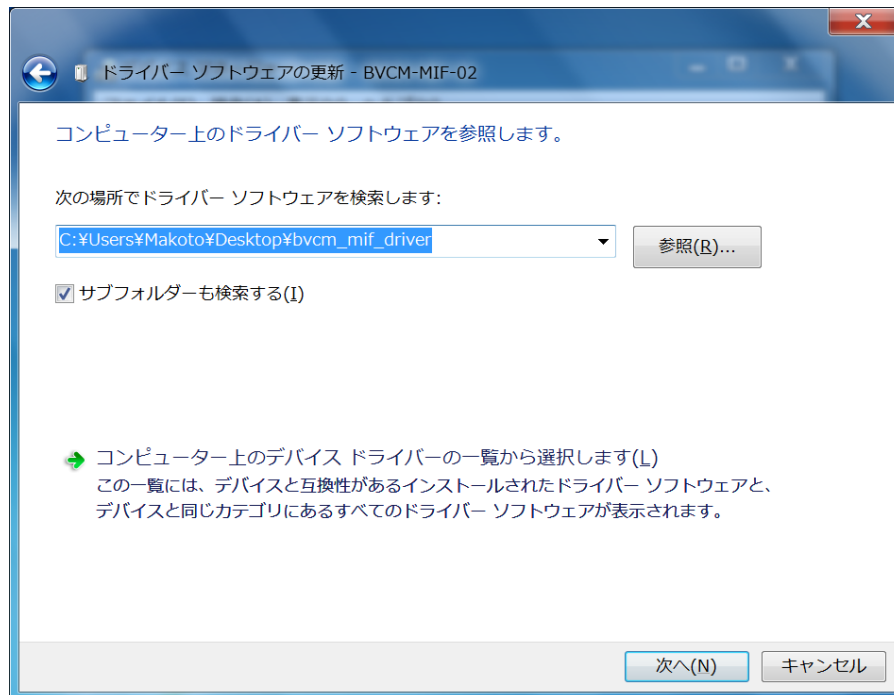 ドライバー ソフトウェアの更新 - BVCM-MIF-02
コンピューター上のドライバー ソフトウェアを参照します。
次の場所でドライバー ソフトウェアを検索します:
C:¥Users¥Makoto¥Desktop¥bvcm_mif_driver
参照(R)...
サブフォルダーも検索する(I)
コンピューター上のデバイス ドライバーの一覧から選択します(L)
この一覧には、デバイスと互換性があるインストールされたドライバー ソフトウェアと、
デバイスと同じカテゴリにあるすべてのドライバー ソフトウェアが表示されます。
次へ(N)
キャンセル